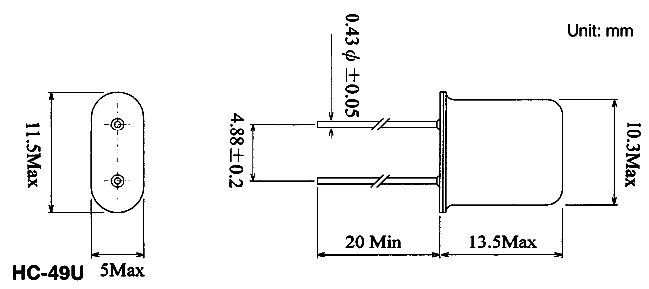 Unit: mm
0.43 ϕ ±0.05
11.5Max
4.88±0.2
10.3Max
20 Min
13.5Max
HC-49U
5Max